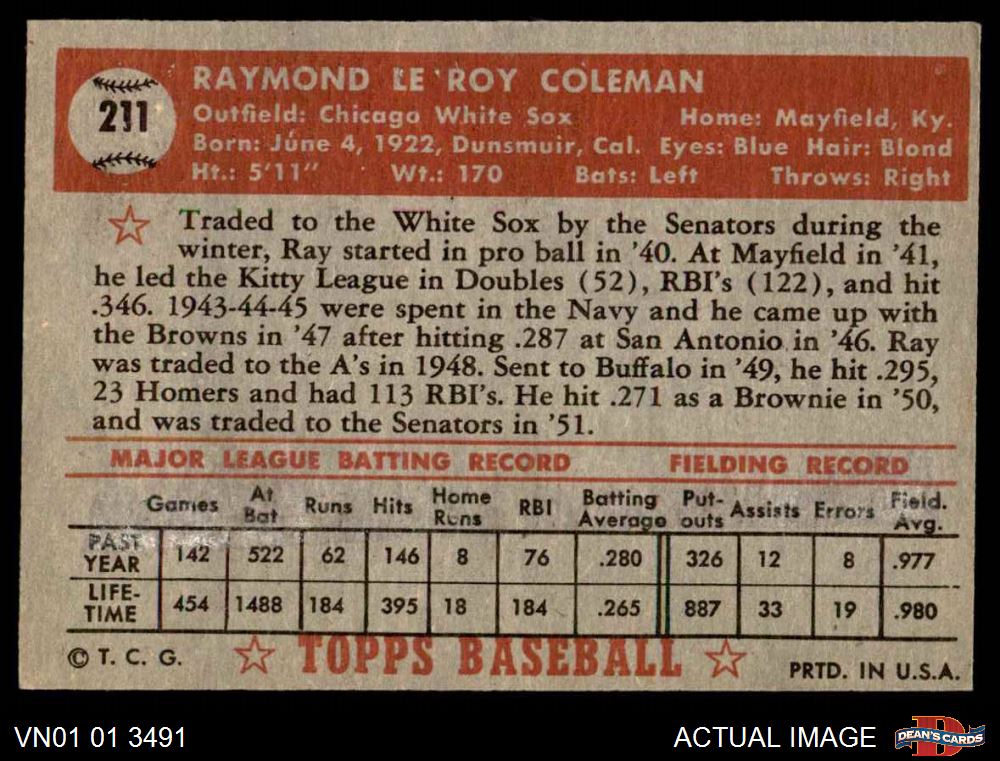 211
RAYMOND LE ROY COLEMAN
Outfield: Chicago White Sox Home: Mayfield, Ky.
Born: June 4, 1922, Dunsmuir, Cal. Eyes: Blue Hair: Blond
Ht.: 5'11" Wt.: 170 Bats: Left Throws: Right
Traded to the White Sox by the Senators during the
winter, Ray started in pro ball in '40. At Mayfield in '41,
he led the Kitty League in Doubles (52), RBI's (122), and hit
.346. 1943-44-45 were spent in the Navy and he came up with
the Browns in '47 after hitting .287 at San Antonio in '46. Ray
was traded to the A's in 1948. Sent to Buffalo in '49, he hit .295,
23 Homers and had 113 RBI's. He hit .271 as a Brownie in '50,
and was traded to the Senators in '51.
MAJOR LEAGUE BATTING RECORD FIELDING RECORD
Games At Bat Runs Hits Home Runs RBI Batting Average Put-outs Assists Errors Field. Avg.
PAST YEAR 142 522 62 146 8 76 .280 326 12 8 .977
LIFE-TIME 454 1488 184 395 18 184 .265 887 33 19 .980
© T. C. G. TOPPS BASEBALL PRTD. IN U.S.A.
VN01 01 3491 ACTUAL IMAGE DEAN'S CARDS